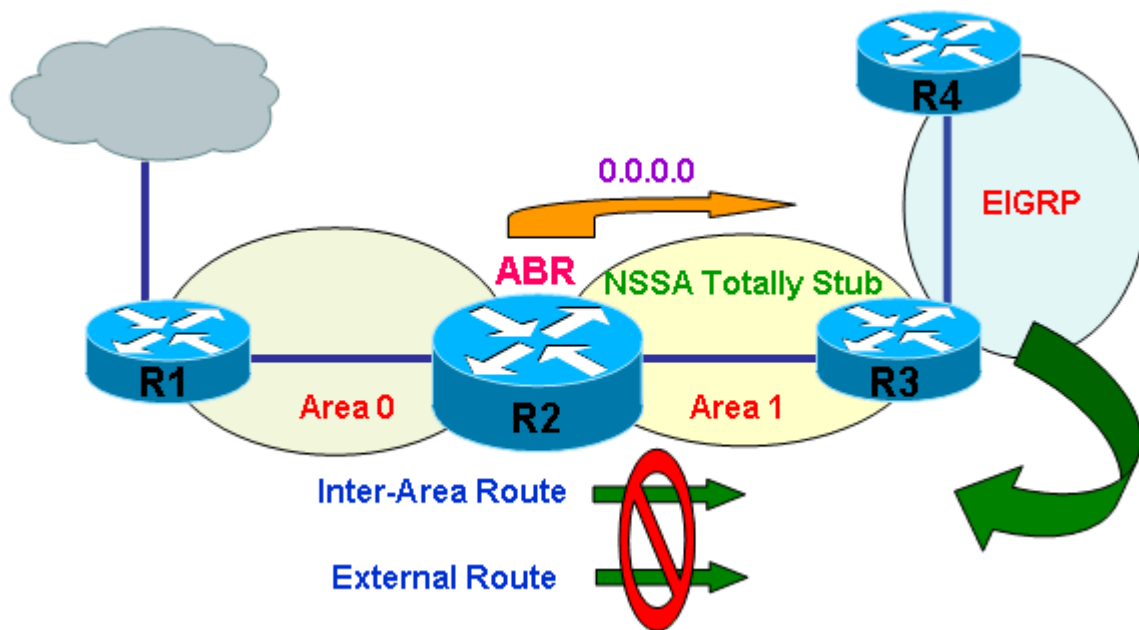 R4
0.0.0.0
EIGRP
ABR
NSSA Totally Stub
R1
R2
R3
Area 0
Area 1
Inter-Area Route
External Route